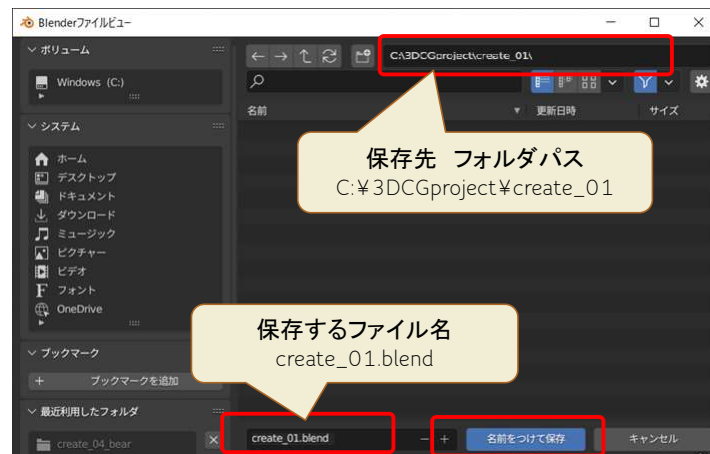 Blenderファイルビュー
ボリューム
Windows (C:)
システム
ホーム
デスクトップ
ドキュメント
ダウンロード
ミュージック
ピクチャー
ビデオ
フォント
OneDrive
ブックマーク
ブックマークを追加
最近利用したフォルダ
create_04_bear
C:\3DCGproject\create_01\
名前 更新日時 サイズ
保存先 フォルダパス
C:¥3DCGproject¥create_01
保存するファイル名
create_01.blend
create_01.blend - + 名前をつけて保存 キャンセル